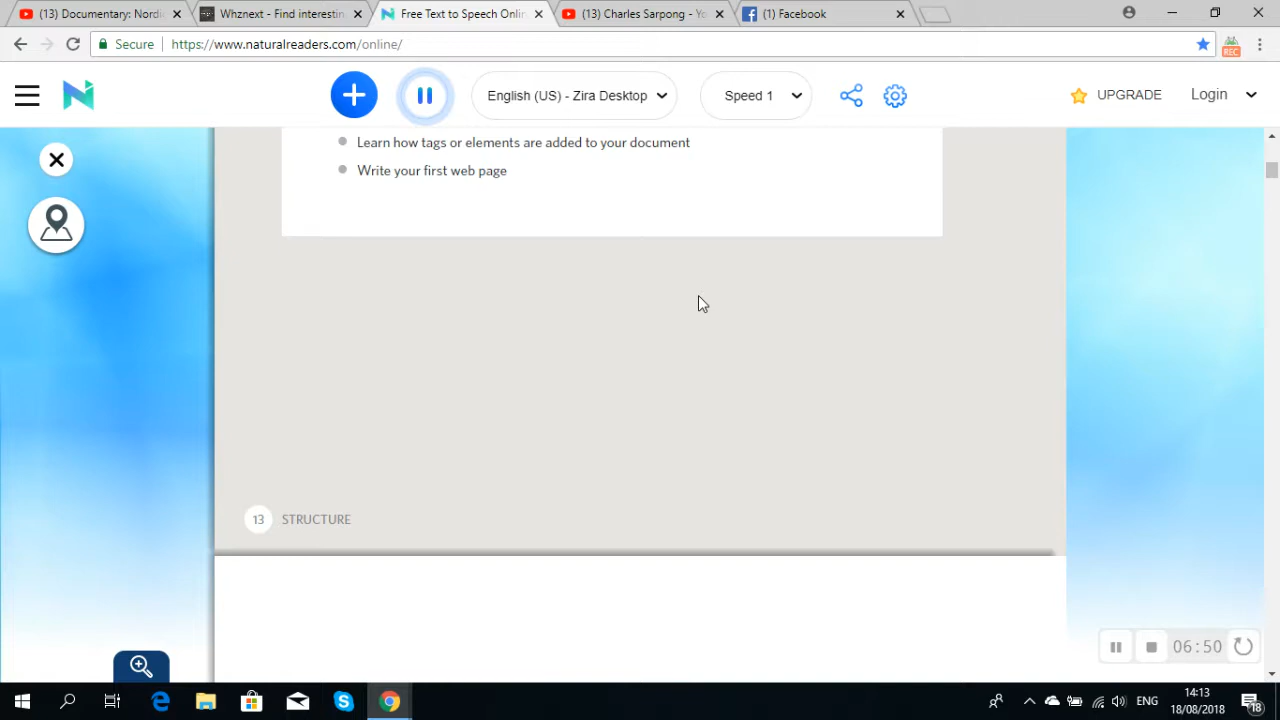 (13) Documentary: Nordi
Whznext - Find interestin
Free Text to Speech Onlin
(13) Charles Sarpong - Yo
(1) Facebook
Secure
https://www.naturalreaders.com/online/
REC
English (US) - Zira Desktop
Speed 1
UPGRADE
Login
Learn how tags or elements are added to your document
Write your first web page
13 STRUCTURE
06:50
ENG
14:13
18/08/2018
18